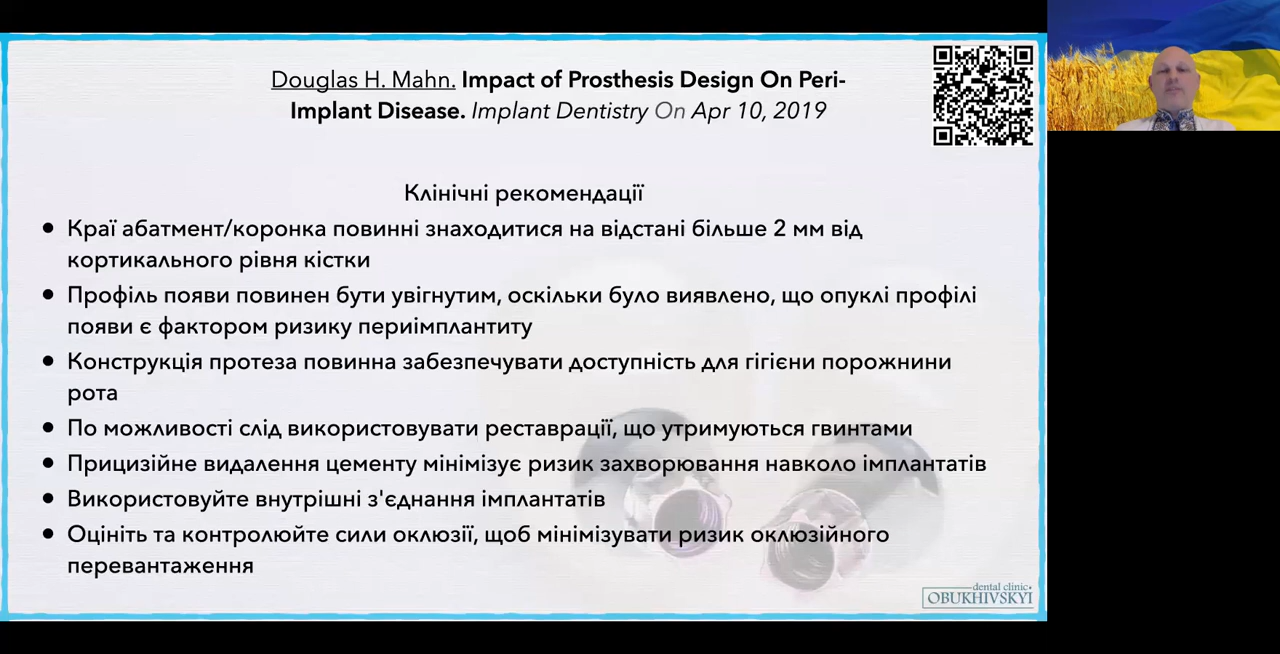 Douglas H. Mahn. Impact of Prosthesis Design On Peri-
Implant Disease. Implant Dentistry On Apr 10, 2019
Клінічні рекомендації
● Краї абатмент/коронка повинні знаходитися на відстані більше 2 мм від
кортикального рівня кістки
● Профіль появи повинен бути увігнутим, оскільки було виявлено, що опуклі профілі
появи є фактором ризику периімплантиту
● Конструкція протеза повинна забезпечувати доступність для гігієни порожнини
рота
● По можливості слід використовувати реставрації, що утримуються гвинтами
● Прицизійне видалення цементу мінімізує ризик захворювання навколо імплантатів
● Використовуйте внутрішні з'єднання імплантатів
● Оцініть та контролюйте сили оклюзії, щоб мінімізувати ризик оклюзійного
перевантаження
dental clinic
OBUKHIVSKYI